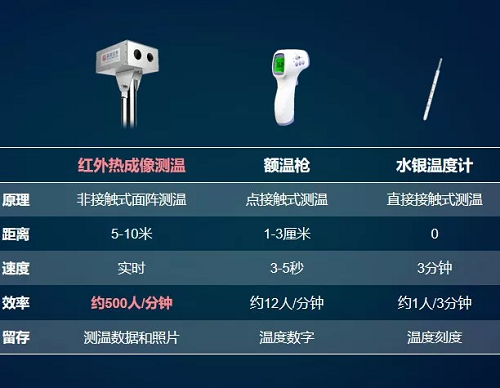 红外热成像测温 额温枪 水银温度计
原理 非接触式面阵测温 点接触式测温 直接接触式测温
距离 5-10米 1-3厘米 0
速度 实时 3-5秒 3分钟
效率 约500人/分钟 约12人/分钟 约1人/3分钟
留存 测温数据和照片 温度数字 温度刻度